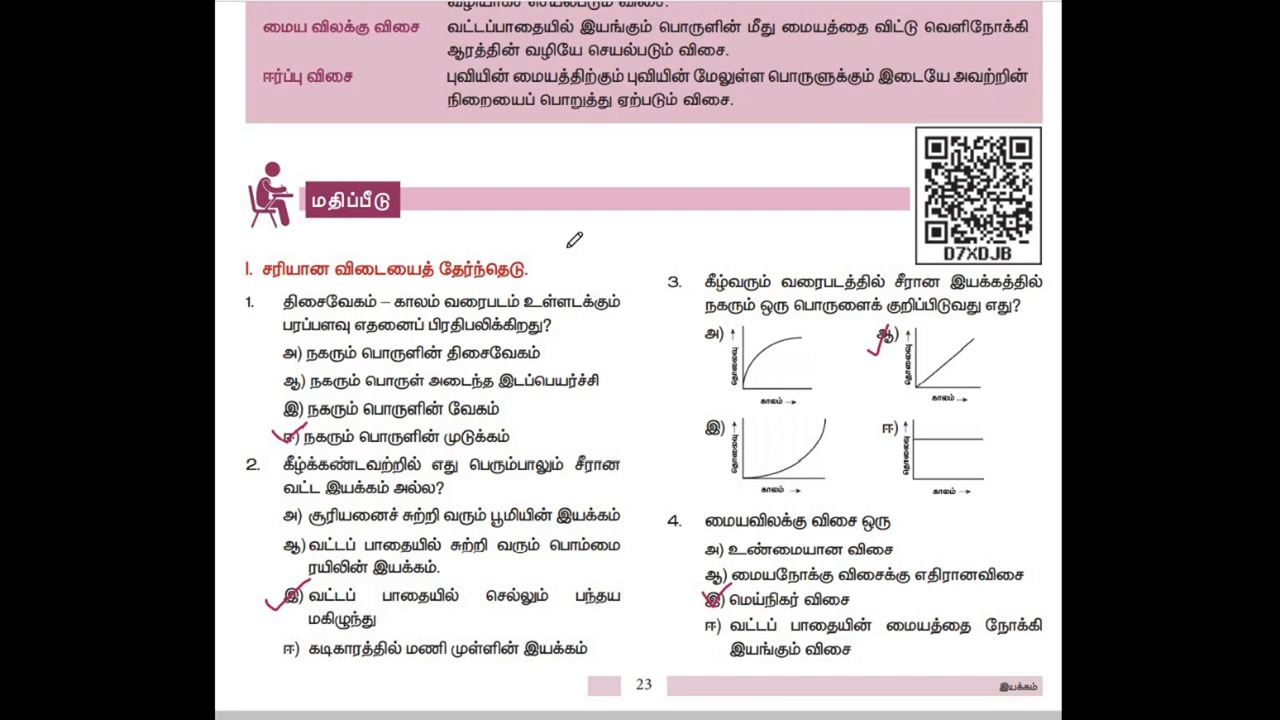 வழியாகச் செயல்படும் விசை.
மைய விலக்கு விசை வட்டப்பாதையில் இயங்கும் பொருளின் மீது மையத்தை விட்டு வெளிநோக்கி
ஆரத்தின் வழியே செயல்படும் விசை.
ஈர்ப்பு விசை புவியின் மையத்திற்கும் புவியின் மேலுள்ள பொருளுக்கும் இடையே அவற்றின்
நிறையைப் பொறுத்து ஏற்படும் விசை.
மதிப்பீடு
D7XDJB
I. சரியான விடையைத் தேர்ந்தெடு.
1. திசைவேகம் – காலம் வரைபடம் உள்ளடக்கும்
பரப்பளவு எதனைப் பிரதிபலிக்கிறது?
அ) நகரும் பொருளின் திசைவேகம்
ஆ) நகரும் பொருள் அடைந்த இடப்பெயர்ச்சி
இ) நகரும் பொருளின் வேகம்
ஈ) நகரும் பொருளின் முடுக்கம்
2. கீழ்க்கண்டவற்றில் எது பெரும்பாலும் சீரான
வட்ட இயக்கம் அல்ல?
அ) சூரியனைச் சுற்றி வரும் பூமியின் இயக்கம்
ஆ) வட்டப் பாதையில் சுற்றி வரும் பொம்மை
ரயிலின் இயக்கம்.
இ) வட்டப் பாதையில் செல்லும் பந்தய
மகிழுந்து
ஈ) கடிகாரத்தில் மணி முள்ளின் இயக்கம்
3. கீழ்வரும் வரைபடத்தில் சீரான இயக்கத்தில்
நகரும் ஒரு பொருளைக் குறிப்பிடுவது எது?
அ)
தொலைவு
காலம்
ஆ)
தொலைவு
காலம்
இ)
தொலைவு
காலம்
ஈ)
தொலைவு
காலம்
4. மையவிலக்கு விசை ஒரு
அ) உண்மையான விசை
ஆ) மையநோக்கு விசைக்கு எதிரானவிசை
இ) மெய்நிகர் விசை
ஈ) வட்டப் பாதையின் மையத்தை நோக்கி
இயங்கும் விசை
23
இயக்கம்